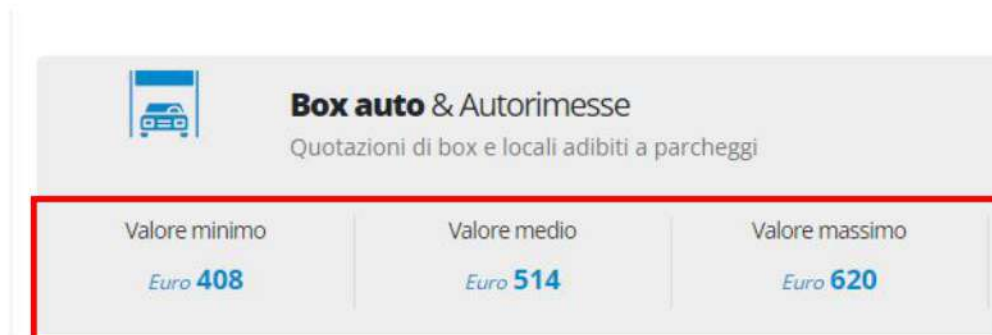 Box auto & Autorimesse
Quotazioni di box e locali adibiti a parcheggi
Valore minimo Valore medio Valore massimo
Euro 408 Euro 514 Euro 620